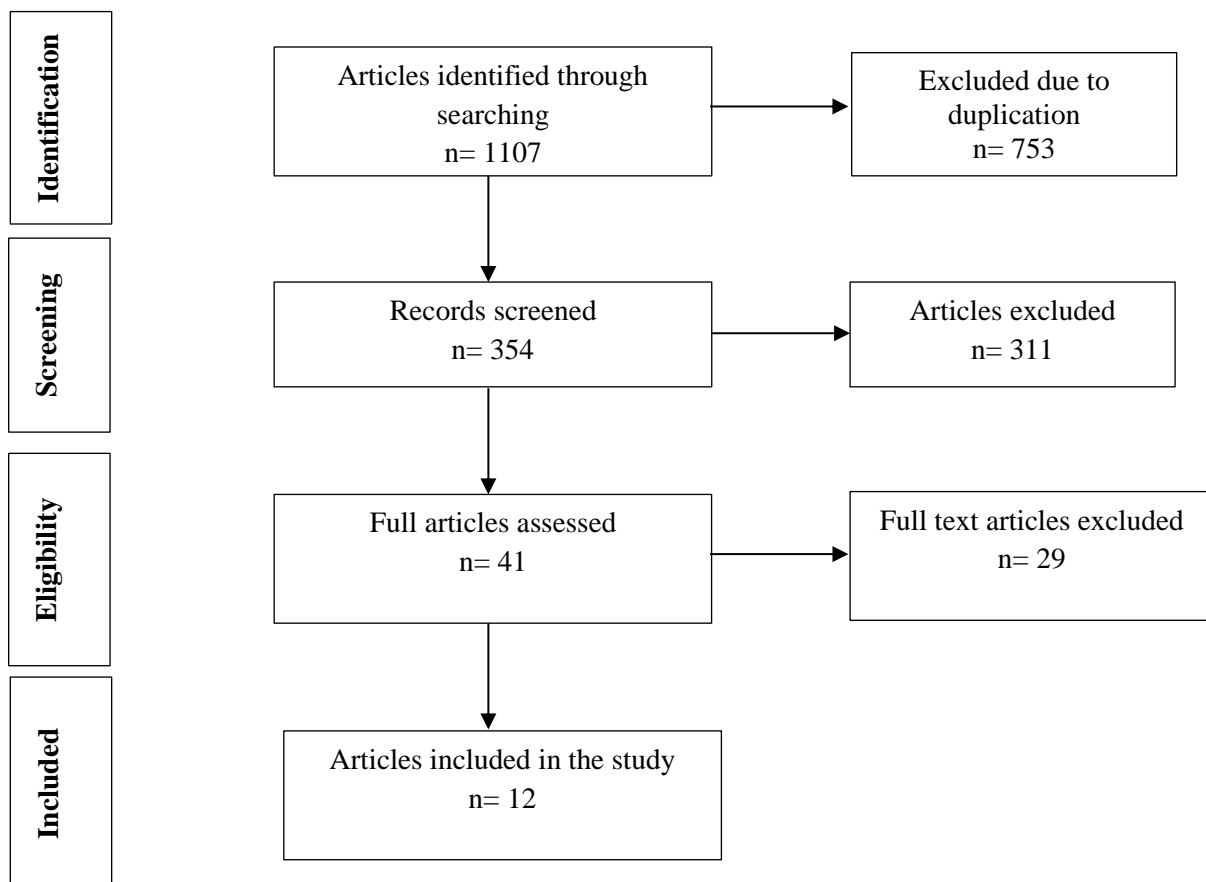 Identification
Articles identified through
searching
n= 1107
Excluded due to
duplication
n= 753
Screening
Records screened
n= 354
Articles excluded
n= 311
Eligibility
Full articles assessed
n= 41
Full text articles excluded
n= 29
Included
Articles included in the study
n= 12